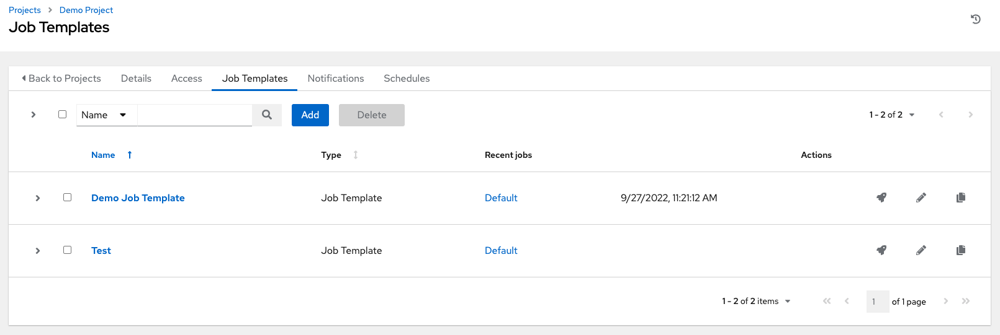 Projects > Demo Project
Job Templates
Back to Projects Details Access Job Templates Notifications Schedules
Name Add Delete 1 - 2 of 2
Name Type Recent jobs Actions
Demo Job Template Job Template Default 9/27/2022, 11:21:12 AM
Test Job Template Default
1 - 2 of 2 items 1 of 1 page